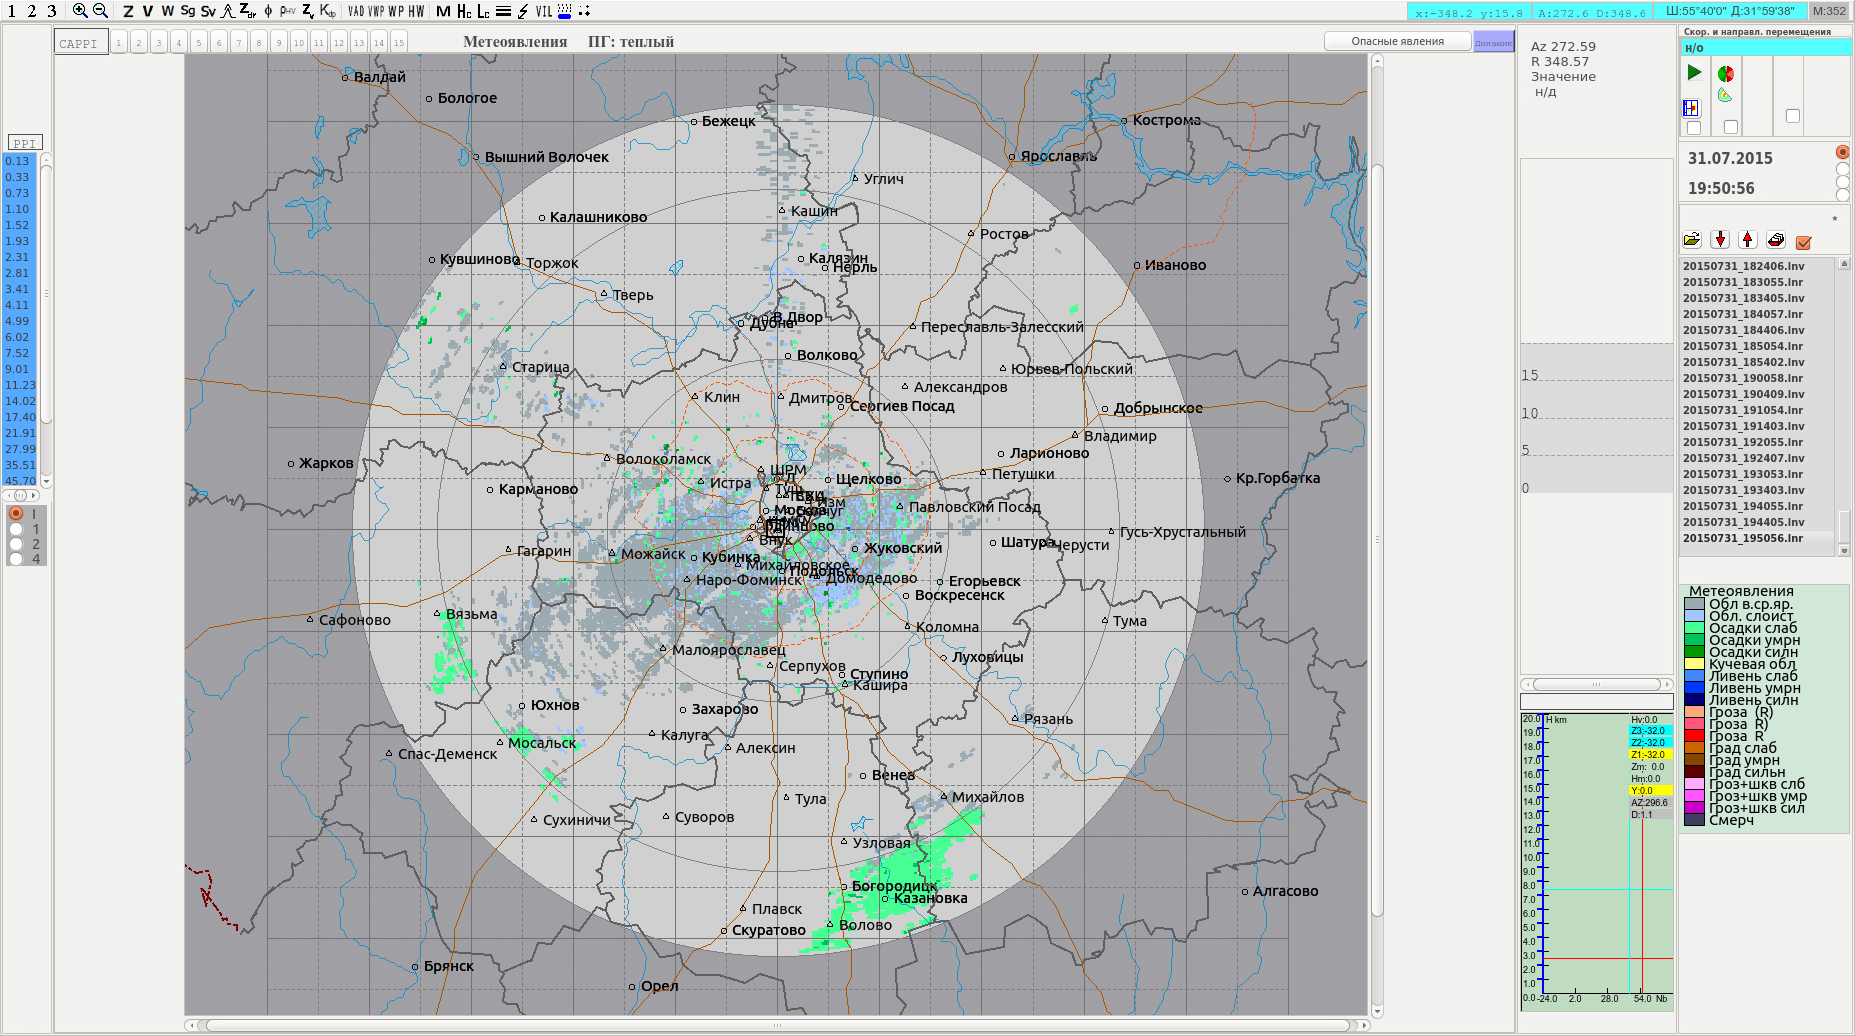 1 2 3 Z V W Sg Sv Zdr ϕ ρHV Zv Kdp VAD VWP WP HW M Hc Lc VIL
x:-348.2 y:15.8 A:272.6 D:348.6 Ш:55°40'0" Д:31°59'38" М:352
CAPPI 1 2 3 4 5 6 7 8 9 10 11 12 13 14 15
Метеоявления ПГ: теплый
Опасные явления
PPI
0.13
0.33
0.73
1.10
1.52
1.93
2.31
2.81
3.41
4.11
4.99
6.02
7.52
9.01
11.23
14.02
17.40
21.91
27.99
35.51
45.70
I
1
2
4
Валдай
Бологое
Бежецк
Кострома
Вышний Волочек
Ярославль
Углич
Калашниково
Кашин
Ростов
Кувшиново
Торжок
Калязин
Нерль
Иваново
Тверь
В.Двор
Дубна
Переславль-Залесский
Волково
Старица
Юрьев-Польский
Александров
Клин
Дмитров
Сергиев Посад
Добрынское
Владимир
Ларионово
Жарков
Волоколамск
ШРМ
Петушки
Кр.Горбатка
Карманово
Истра
Щелково
Павловский Посад
Гусь-Хрустальный
Гагарин
Можайск
Внук
Жуковский
Шатура
Черусти
Кубинка
Михайловское
Подольск
Наро-Фоминск
Домодедово
Егорьевск
Воскресенск
Вязьма
Сафоново
Коломна
Тума
Малоярославец
Серпухов
Луховицы
Ступино
Кашира
Юхнов
Захарово
Рязань
Мосальск
Калуга
Алексин
Спас-Деменск
Венев
Тула
Михайлов
Сухиничи
Суворов
Узловая
Богородицк
Казановка
Алгасово
Плавск
Волово
Скуратово
Брянск
Орел
Az 272.59
R 348.57
Значение
н/д
15
10
5
0
20.0 H km
19.0
18.0
17.0
16.0
15.0
14.0
13.0
12.0
11.0
10.0
9.0
8.0
7.0
6.0
5.0
4.0
3.0
2.0
1.0
0.0 -24.0 2.0 28.0 54.0 Nb
Hv:0.0
Z3:-32.0
Z2:-32.0
Z1:-32.0
Zm: 0.0
Hm:0.0
Y:0.0
AZ:296.6
D:1.1
Скор. и направл. перемещения
н/о
31.07.2015
19:50:56
*
20150731_182406.lnv
20150731_183055.lnr
20150731_183405.lnv
20150731_184057.lnr
20150731_184406.lnv
20150731_185054.lnr
20150731_185402.lnv
20150731_190058.lnr
20150731_190409.lnv
20150731_191054.lnr
20150731_191403.lnv
20150731_192055.lnr
20150731_192407.lnv
20150731_193053.lnr
20150731_193403.lnv
20150731_194055.lnr
20150731_194405.lnv
20150731_195056.lnr
Метеоявления
Обл в.ср.яр.
Обл. слоист
Осадки слаб
Осадки умрн
Осадки силн
Кучевая обл
Ливень слаб
Ливень умрн
Ливень силн
Гроза (R)
Гроза R)
Гроза R
Град слаб
Град умрн
Град сильн
Гроз+шкв слб
Гроз+шкв умр
Гроз+шкв сил
Смерч